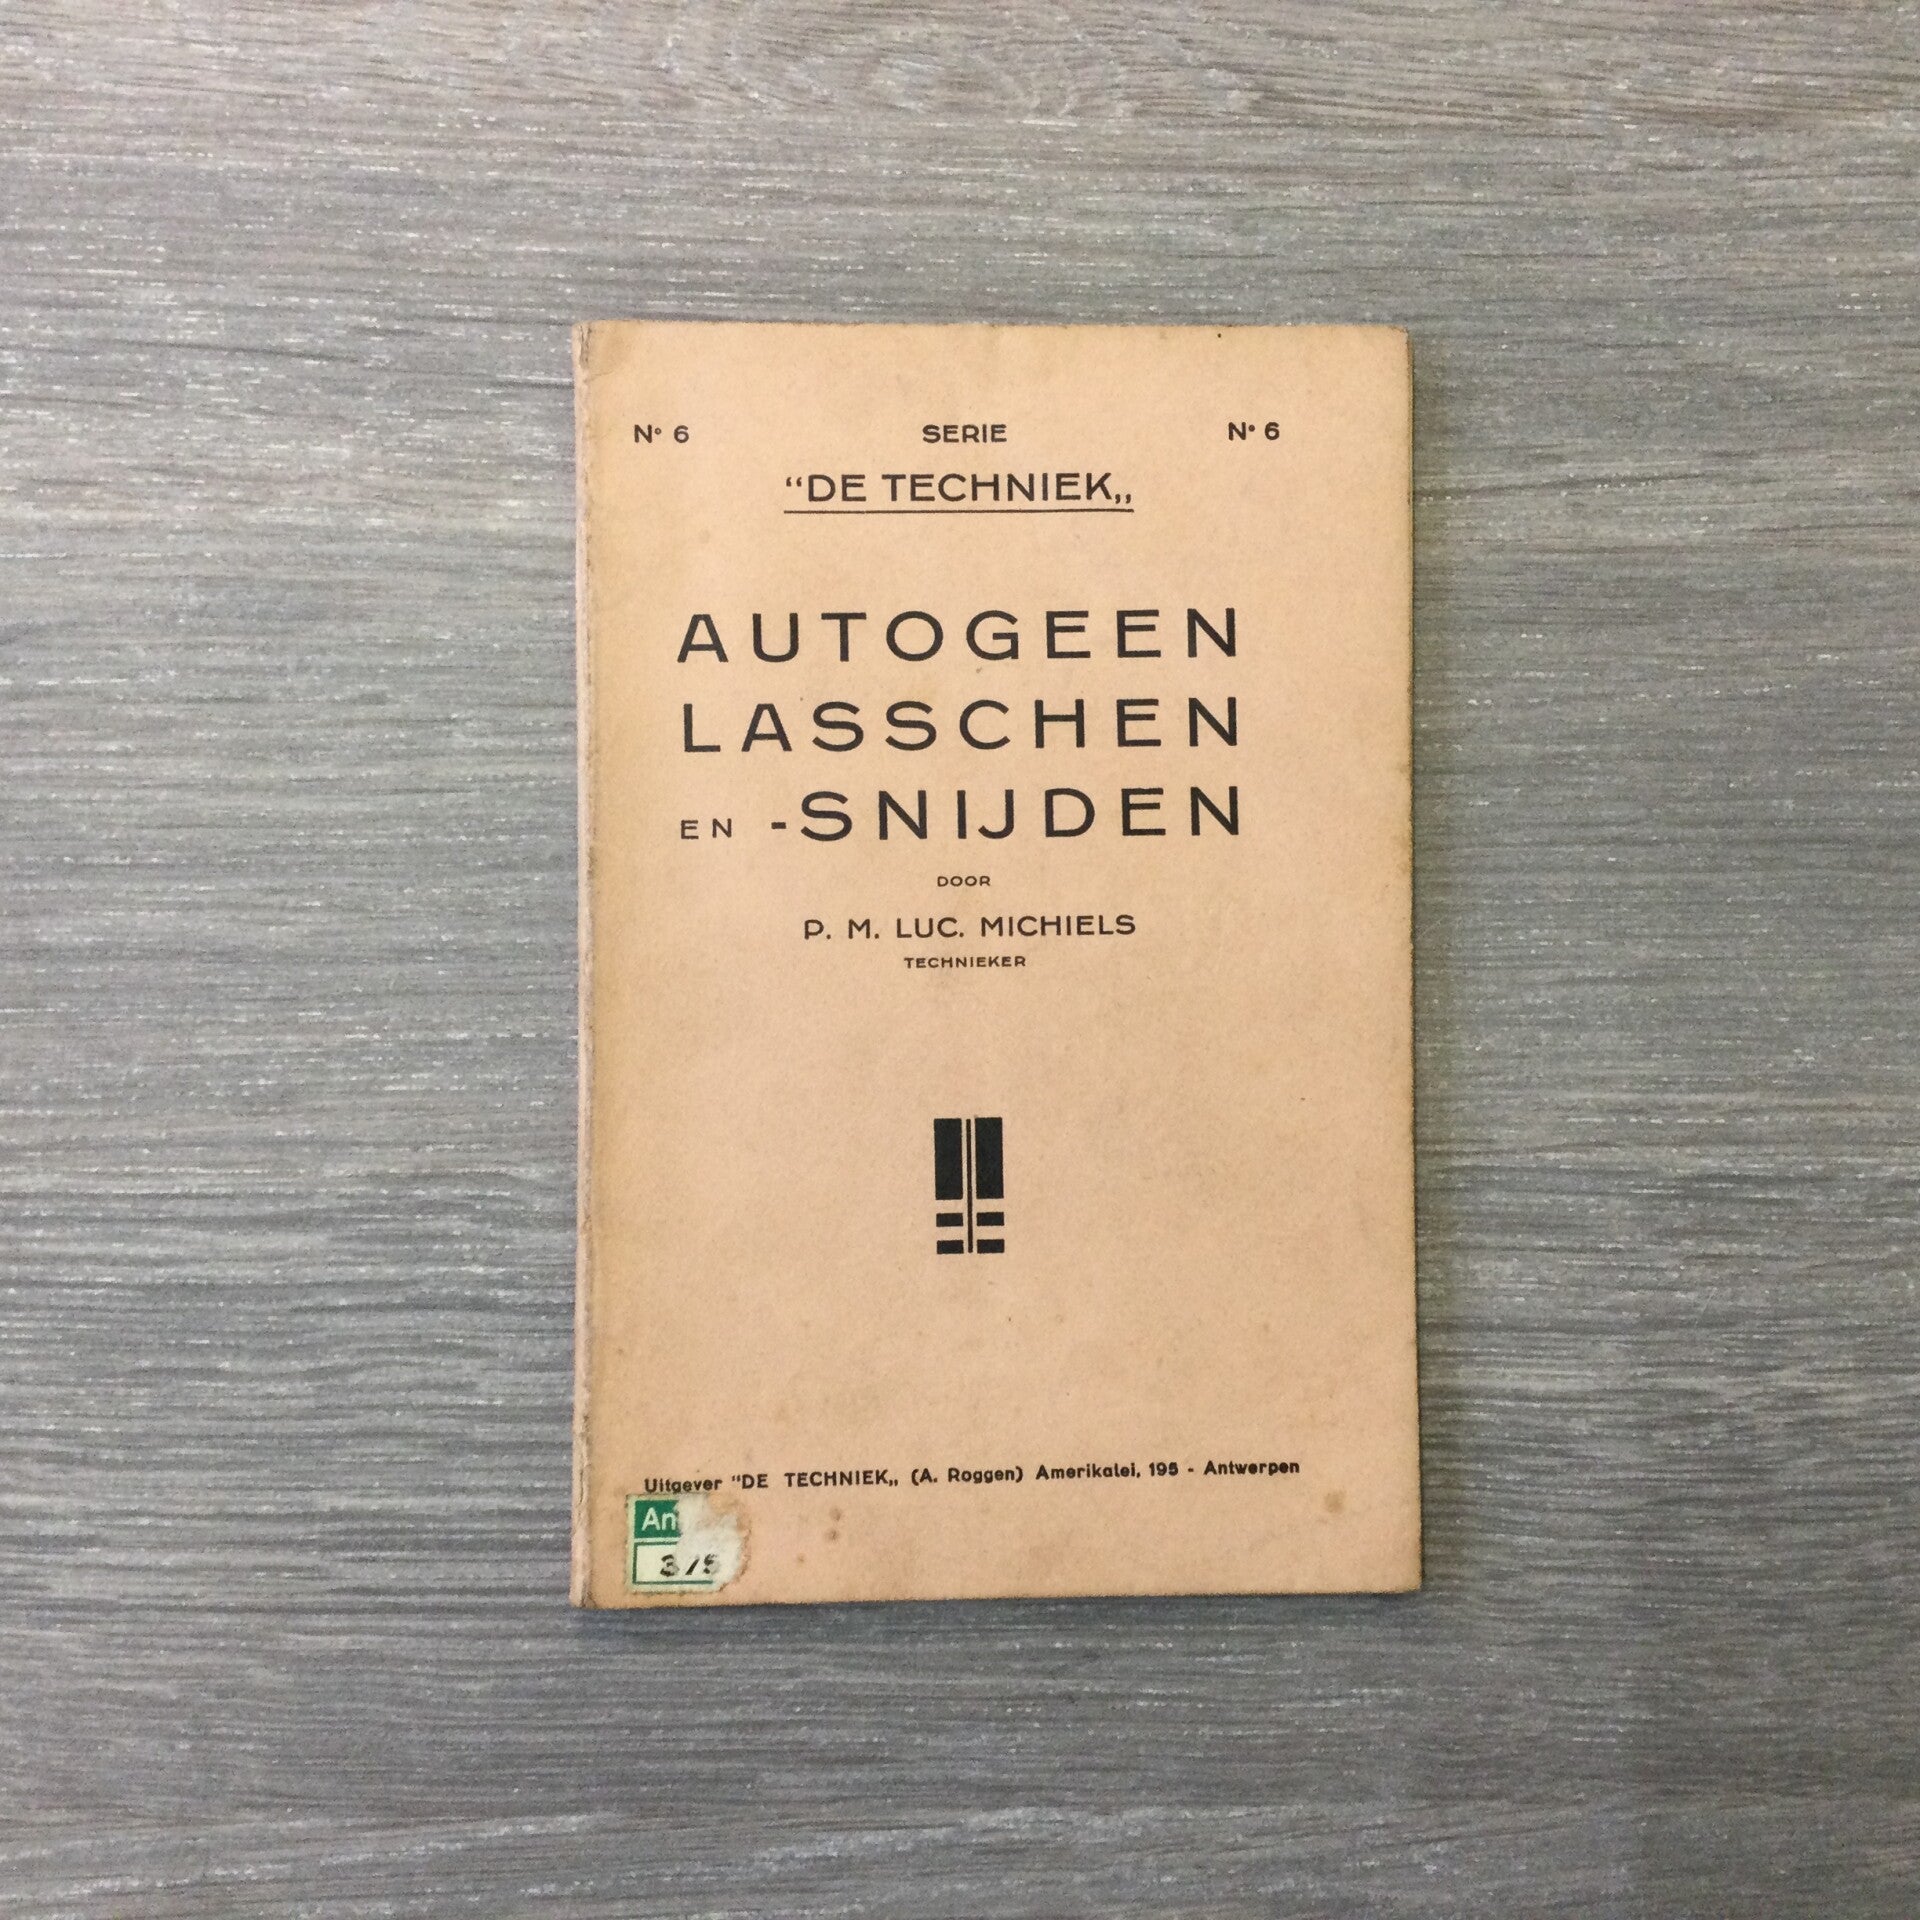 N° 6 SERIE N° 6
“DE TECHNIEK„
AUTOGEEN
LASSCHEN
EN -SNIJDEN
DOOR
P. M. LUC. MICHIELS
TECHNIEKER
Uitgever "DE TECHNIEK„ (A. Roggen) Amerikalei, 195 - Antwerpen
An